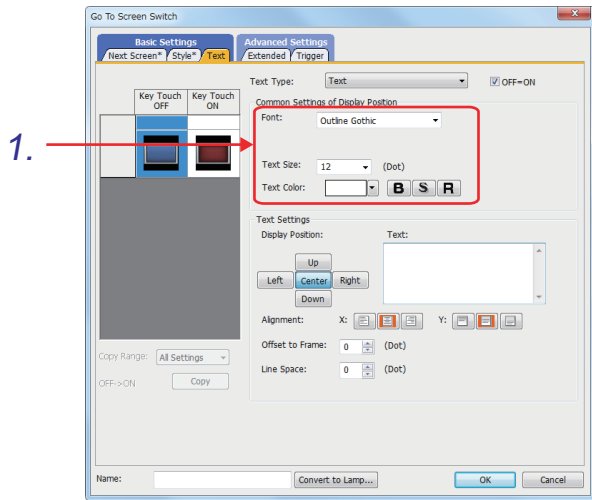 Go To Screen Switch
Basic Settings Advanced Settings
Next Screen* Style* Text Extended Trigger
Text Type: Text OFF=ON
Key Touch OFF Key Touch ON
Common Settings of Display Position
Font: Outline Gothic
1.
Text Size: 12 (Dot)
Text Color: B S R
Text Settings
Display Position: Text:
Up
Left Center Right
Down
Alignment: X: Y:
Offset to Frame: 0 (Dot)
Copy Range: All Settings
Line Space: 0 (Dot)
OFF->ON Copy
Name: Convert to Lamp... OK Cancel